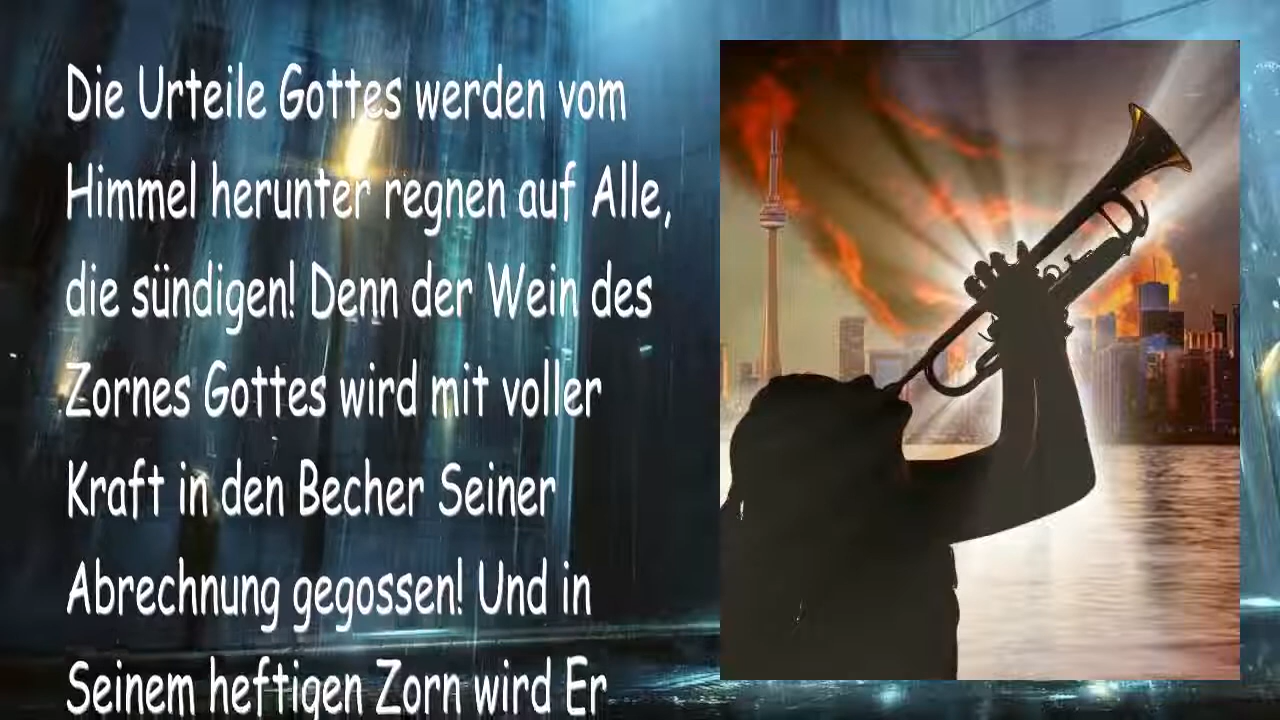 Die Urteile Gottes werden vom
Himmel herunter regnen auf Alle,
die sündigen! Denn der Wein des
Zornes Gottes wird mit voller
Kraft in den Becher Seiner
Abrechnung gegossen! Und in
Seinem heftigen Zorn wird Er